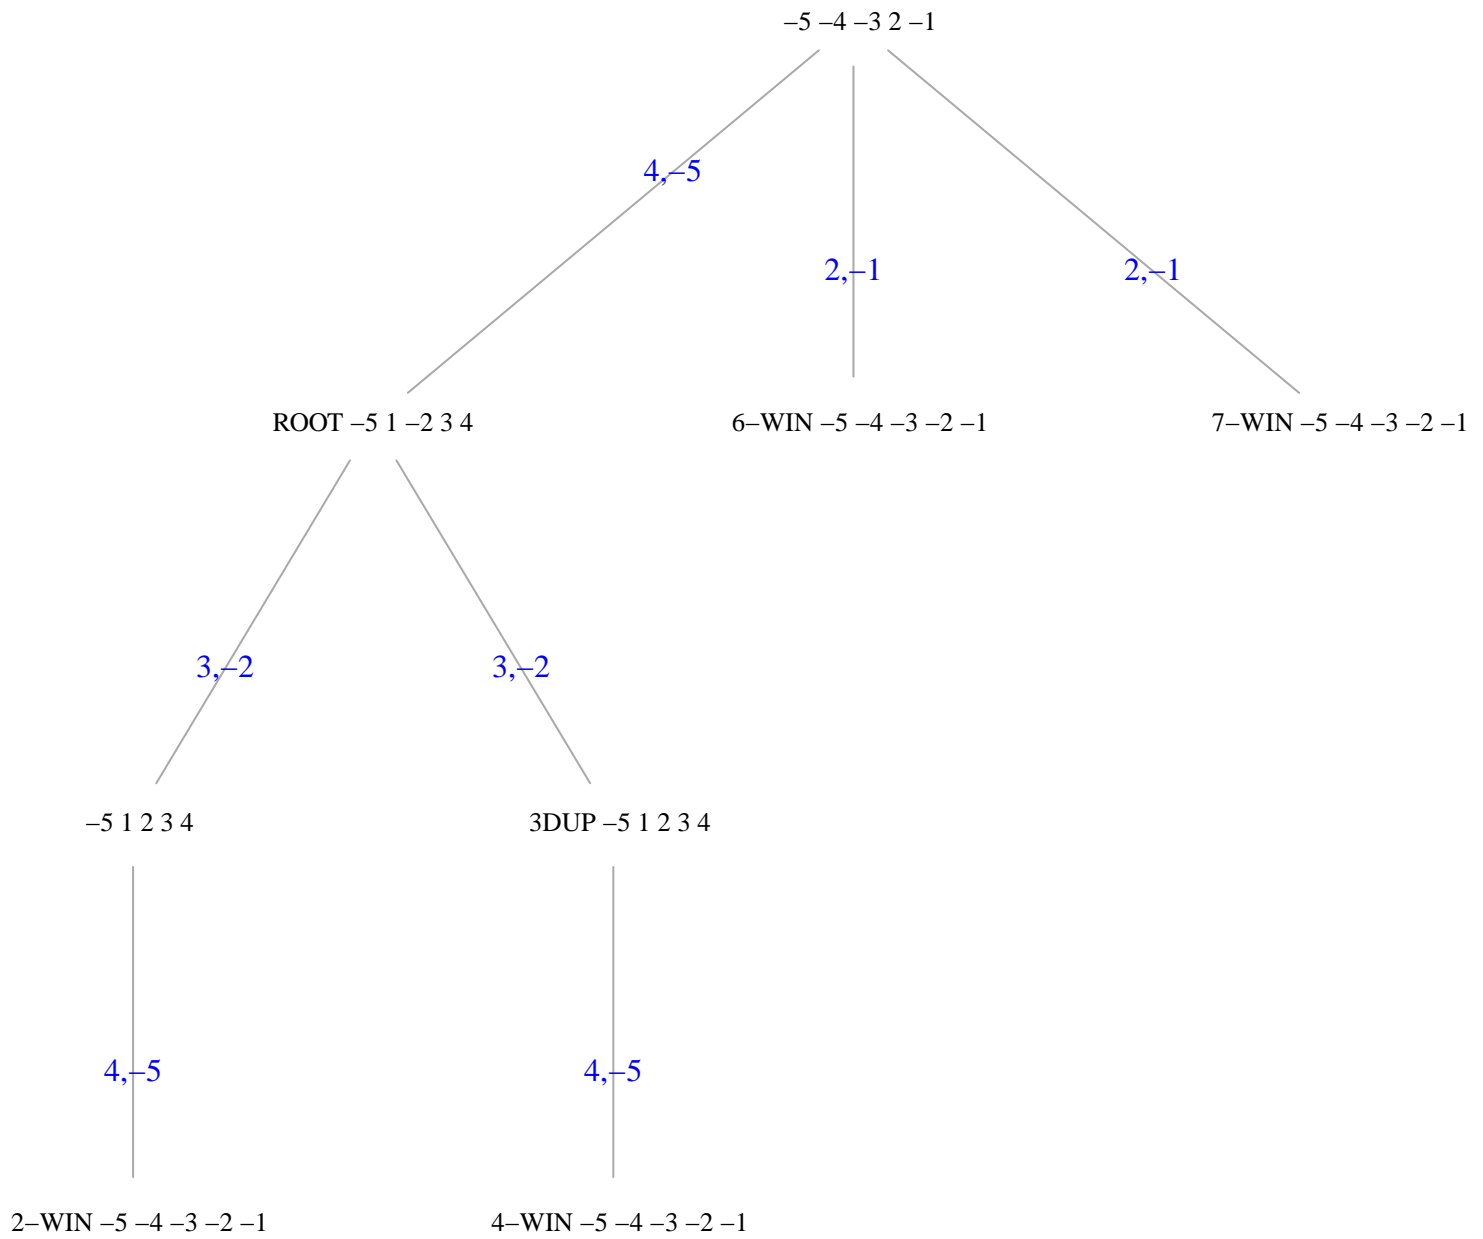 –5 –4 –3 2 –1
4,–5
2,–1
2,–1
ROOT –5 1 –2 3 4
6–WIN –5 –4 –3 –2 –1
7–WIN –5 –4 –3 –2 –1
3,–2
3,–2
–5 1 2 3 4
3DUP –5 1 2 3 4
4,–5
4,–5
2–WIN –5 –4 –3 –2 –1
4–WIN –5 –4 –3 –2 –1